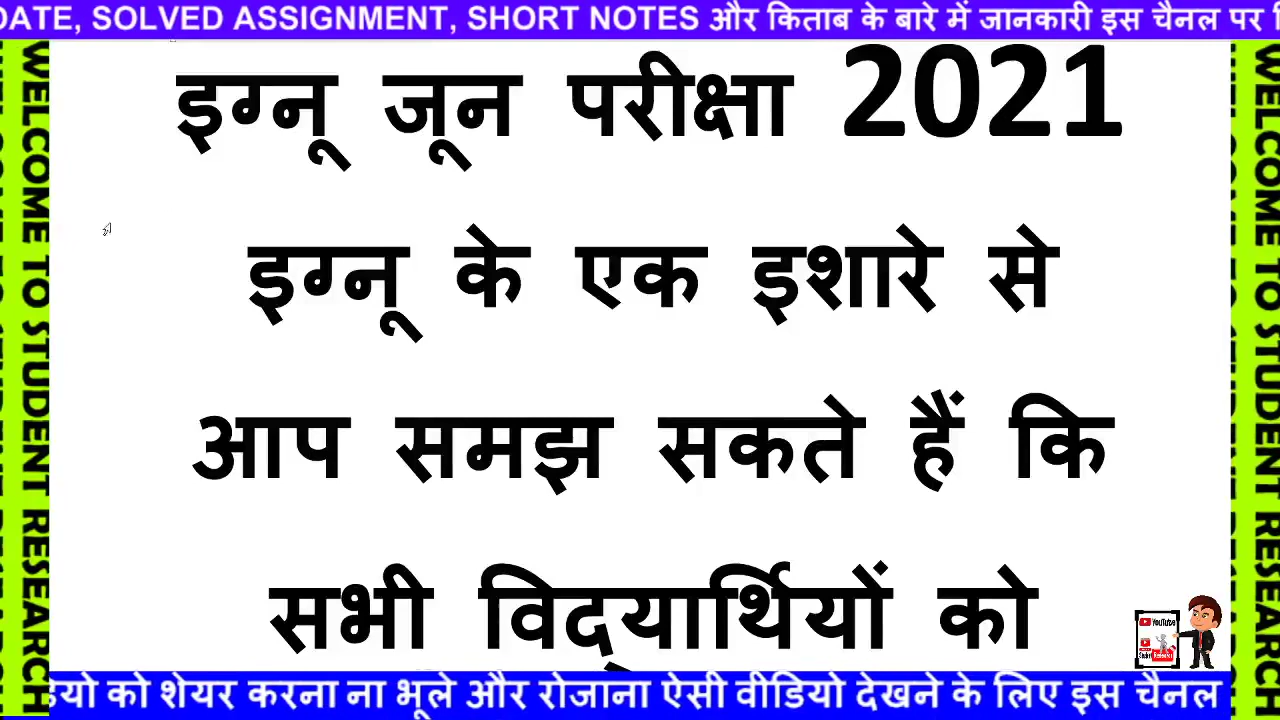 DATE, SOLVED ASSIGNMENT, SHORT NOTES और किताब के बारे में जानकारी इस चैनल पर
WELCOME TO STUDENT RESEARCH
इग्नू जून परीक्षा 2021
इग्नू के एक इशारे से
आप समझ सकते हैं कि
सभी विद्यार्थियों को
YouTube
WELCOME TO STUDENT RESEARCH
को शेयर करना ना भूले और रोजाना ऐसी वीडियो देखने के लिए इस चैनल